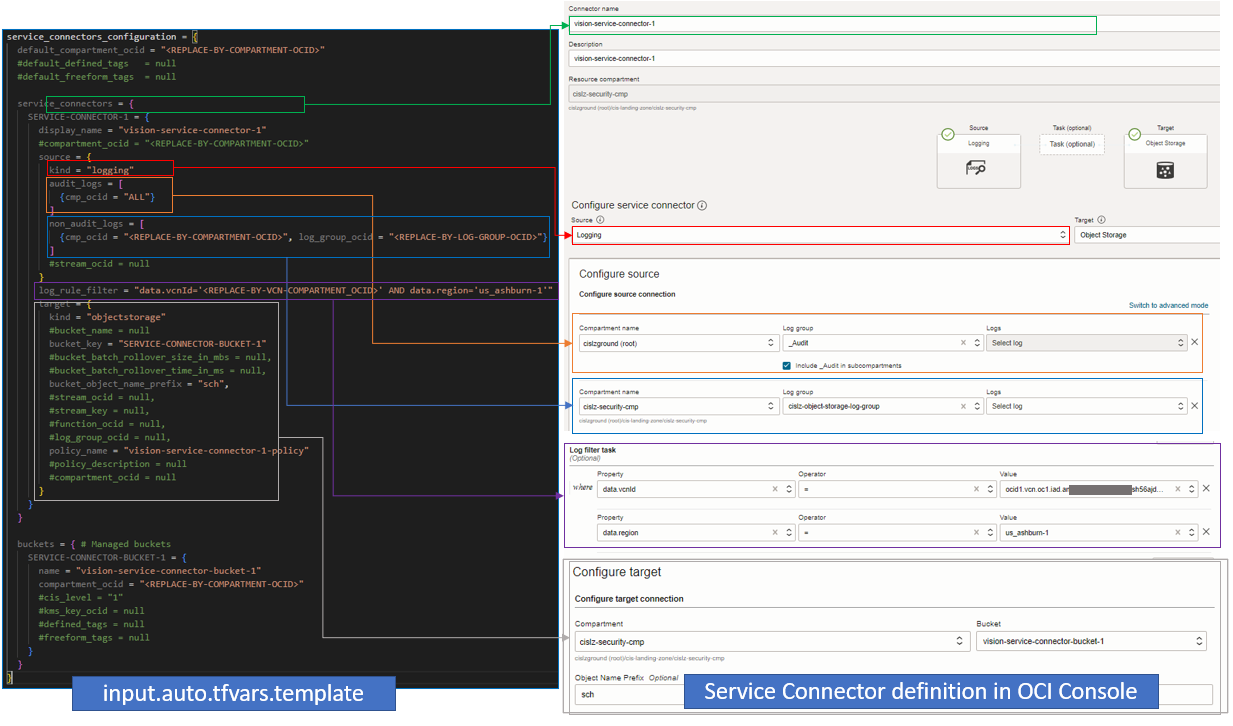 service_connectors_configuration = {
default_compartment_ocid = "<REPLACE-BY-COMPARTMENT-OCID>"
#default_defined_tags = null
#default_freeform_tags = null
service_connectors = {
SERVICE-CONNECTOR-1 = {
display_name = "vision-service-connector-1"
#compartment_ocid = "<REPLACE-BY-COMPARTMENT-OCID>"
source = {
kind = "logging"
audit_logs = [
{cmp_ocid = "ALL"}
]
non_audit_logs = [
{cmp_ocid = "<REPLACE-BY-COMPARTMENT-OCID>", log_group_ocid = "<REPLACE-BY-LOG-GROUP-OCID>"}
]
#stream_ocid = null
}
log_rule_filter = "data.vcnId='<REPLACE-BY-VCN-COMPARTMENT_OCID>' AND data.region='us_ashburn-1'"
target = {
kind = "objectstorage"
#bucket_name = null
bucket_key = "SERVICE-CONNECTOR-BUCKET-1"
#bucket_batch_rollover_size_in_mbs = null,
#bucket_batch_rollover_time_in_ms = null,
bucket_object_name_prefix = "sch",
#stream_ocid = null,
#stream_key = null,
#function_ocid = null,
#log_group_ocid = null,
policy_name = "vision-service-connector-1-policy"
#policy_description = null
#compartment_ocid = null
}
}
}
buckets = { # Managed buckets
SERVICE-CONNECTOR-BUCKET-1 = {
name = "vision-service-connector-bucket-1"
compartment_ocid = "<REPLACE-BY-COMPARTMENT-OCID>"
#cis_level = "1"
#kms_key_ocid = null
#defined_tags = null
#freeform_tags = null
}
}
}
input.auto.tfvars.template
Connector name
vision-service-connector-1
Description
vision-service-connector-1
Resource compartment
cislz-security-cmp
cislzground (root)/cis-landing-zone/cislz-security-cmp
Source
Logging
Task (optional)
Task (optional)
Target
Object Storage
Configure service connector
Source
Logging
Target
Object Storage
Configure source
Configure source connection
Switch to advanced mode
Compartment name Log group Logs
cislzground (root) _Audit Select log
Include _Audit in subcompartments
Compartment name Log group Logs
cislz-security-cmp cislz-object-storage-log-group Select log
cislzground (root)/cis-landing-zone/cislz-security-cmp
Log filter task
(Optional)
Property Operator Value
where data.vcnId = ocid1.vcn.oc1.iad.ar sh56ajd...
Property Operator Value
data.region = us_ashburn-1
Configure target
Configure target connection
Compartment Bucket
cislz-security-cmp vision-service-connector-bucket-1
cislzground (root)/cis-landing-zone/cislz-security-cmp
Object Name Prefix Optional
sch
Service Connector definition in OCI Console